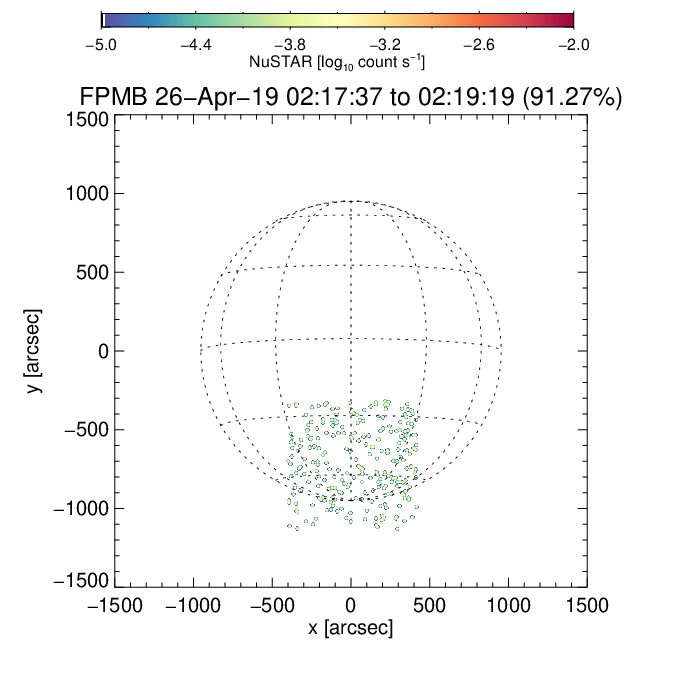 −5.0 −4.4 −3.8 −3.2 −2.6 −2.0
NuSTAR [log₁₀ count s⁻¹]
FPMB 26−Apr−19 02:17:37 to 02:19:19 (91.27%)
1500
1000
500
0
−500
−1000
−1500
y [arcsec]
−1500 −1000 −500 0 500 1000 1500
x [arcsec]